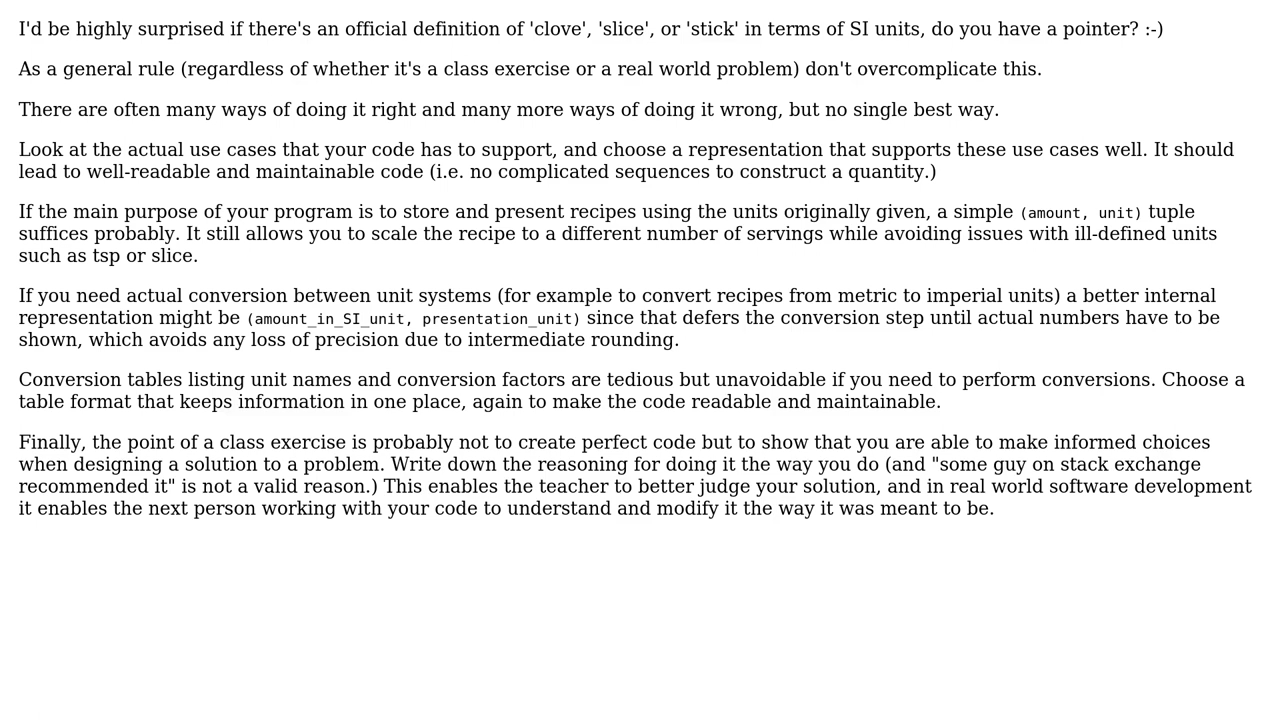 I'd be highly surprised if there's an official definition of 'clove', 'slice', or 'stick' in terms of SI units, do you have a pointer? :-)
As a general rule (regardless of whether it's a class exercise or a real world problem) don't overcomplicate this.
There are often many ways of doing it right and many more ways of doing it wrong, but no single best way.
Look at the actual use cases that your code has to support, and choose a representation that supports these use cases well. It should
lead to well-readable and maintainable code (i.e. no complicated sequences to construct a quantity.)
If the main purpose of your program is to store and present recipes using the units originally given, a simple (amount, unit) tuple
suffices probably. It still allows you to scale the recipe to a different number of servings while avoiding issues with ill-defined units
such as tsp or slice.
If you need actual conversion between unit systems (for example to convert recipes from metric to imperial units) a better internal
representation might be (amount_in_SI_unit, presentation_unit) since that defers the conversion step until actual numbers have to be
shown, which avoids any loss of precision due to intermediate rounding.
Conversion tables listing unit names and conversion factors are tedious but unavoidable if you need to perform conversions. Choose a
table format that keeps information in one place, again to make the code readable and maintainable.
Finally, the point of a class exercise is probably not to create perfect code but to show that you are able to make informed choices
when designing a solution to a problem. Write down the reasoning for doing it the way you do (and "some guy on stack exchange
recommended it" is not a valid reason.) This enables the teacher to better judge your solution, and in real world software development
it enables the next person working with your code to understand and modify it the way it was meant to be.